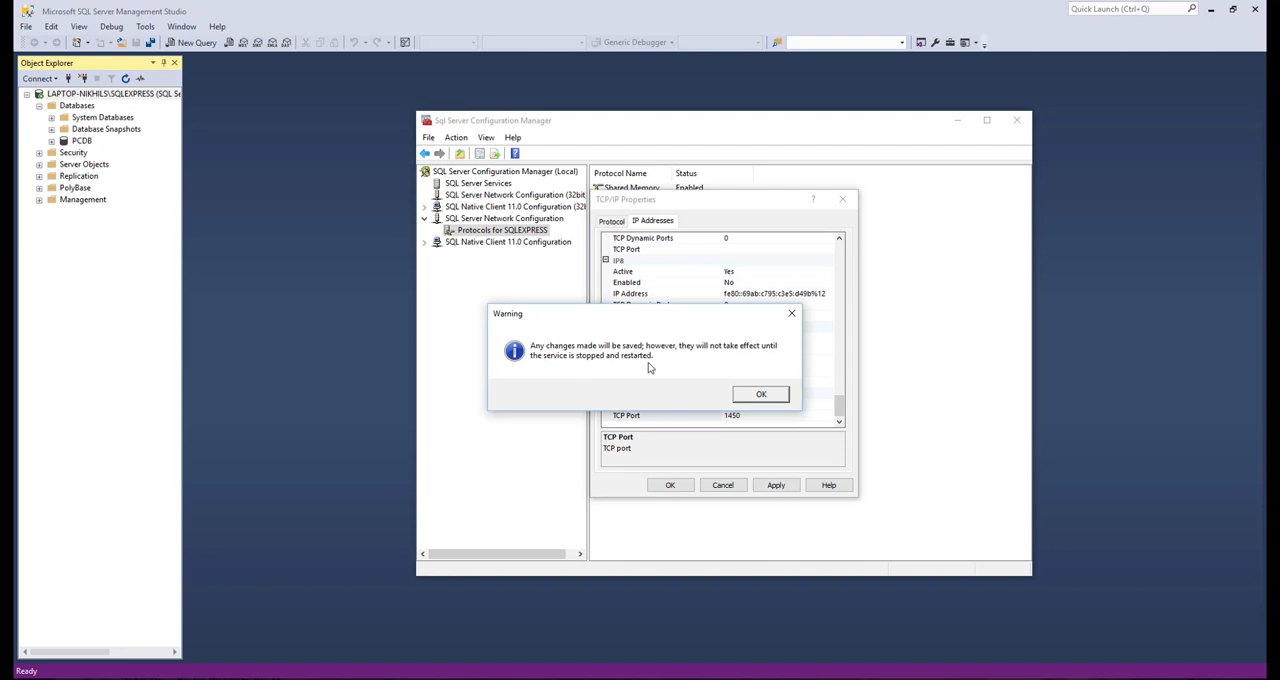 Microsoft SQL Server Management Studio
Quick Launch (Ctrl+Q)
File Edit View Debug Tools Window Help
New Query
Generic Debugger
Object Explorer
Connect
LAPTOP-NIKHILS\SQLEXPRESS (SQL Se
Databases
System Databases
Database Snapshots
PCDB
Security
Server Objects
Replication
PolyBase
Management
Sql Server Configuration Manager
File Action View Help
SQL Server Configuration Manager (Local)
SQL Server Services
SQL Server Network Configuration (32bit
SQL Native Client 11.0 Configuration (32
SQL Server Network Configuration
Protocols for SQLEXPRESS
SQL Native Client 11.0 Configuration
Protocol Name Status
Shared Memory Enabled
TCP/IP Properties
Protocol IP Addresses
TCP Dynamic Ports 0
TCP Port
IP8
Active Yes
Enabled No
IP Address fe80::69ab:c795:c3e5:d49b%12
Warning
Any changes made will be saved; however, they will not take effect until
the service is stopped and restarted.
OK
TCP Port 1450
TCP Port
TCP port
OK Cancel Apply Help
Ready